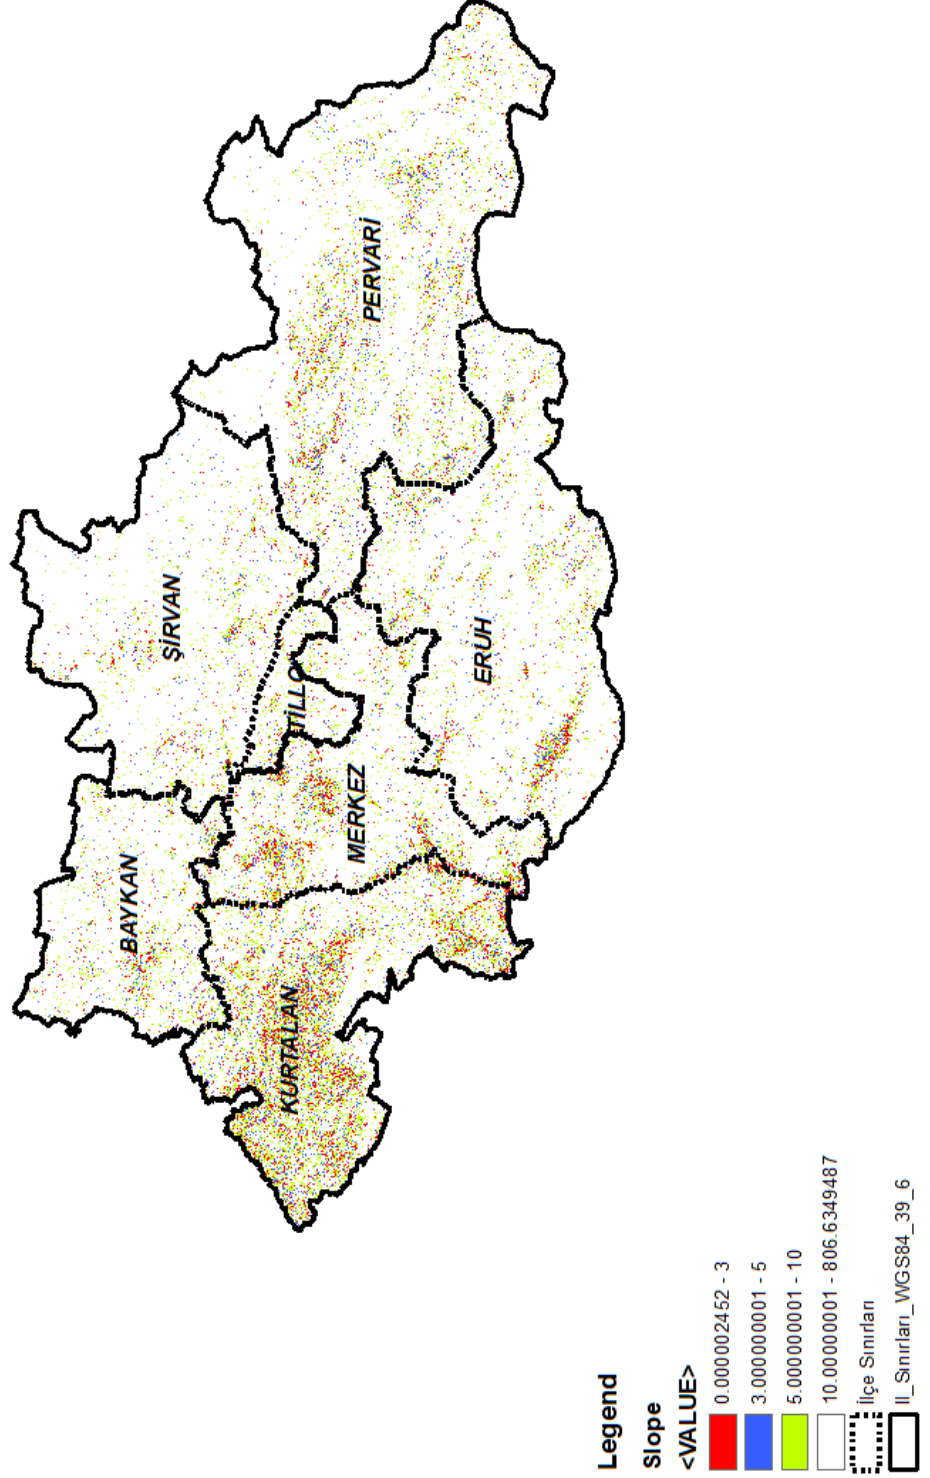 ŞİRVAN
PERVARİ
BAYKAN
TİLLO
KURTALAN
MERKEZ
ERUH
Legend
Slope
<VALUE>
0.000002452 - 3
3.000000001 - 5
5.000000001 - 10
10.00000001 - 806.6349487
İlçe Sınırları
Il_Sınırları_WGS84_39_6